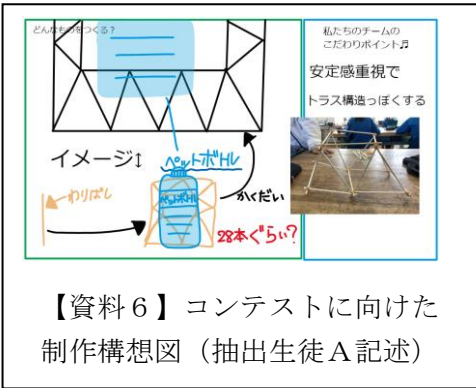 どんなものをつくる？
私たちのチームの
こだわりポイント♬
安定感重視で
トラス構造っぽくする
イメージ↕
ペットボトル
わりばし
ペットボトル
かくだい
28本ぐらい?
【資料６】コンテストに向けた
制作構想図（抽出生徒Ａ記述）